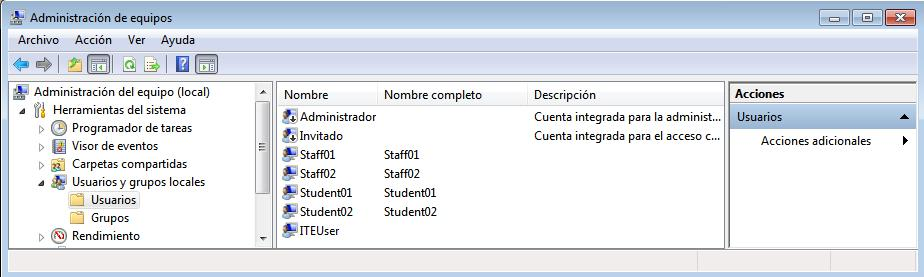 Administración de equipos
Archivo Acción Ver Ayuda
Administración del equipo (local)
Herramientas del sistema
Programador de tareas
Visor de eventos
Carpetas compartidas
Usuarios y grupos locales
Usuarios
Grupos
Rendimiento
Nombre Nombre completo Descripción
Administrador Cuenta integrada para la administ...
Invitado Cuenta integrada para el acceso c...
Staff01 Staff01
Staff02 Staff02
Student01 Student01
Student02 Student02
ITEUser
Acciones
Usuarios
Acciones adicionales